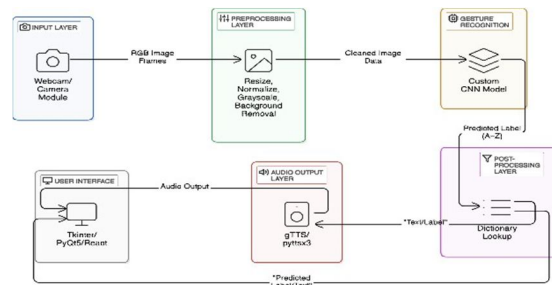 INPUT LAYER
Webcam/
Camera
Module
RGB Image
Frames
PREPROCESSING
LAYER
Resize,
Normalize,
Grayscale,
Background
Removal
Cleaned Image
Data
GESTURE
RECOGNITION
Custom
CNN Model
Predicted Label
(A–Z)
USER INTERFACE
Tkinter/
PyQt5/React
Audio Output
AUDIO OUTPUT
LAYER
gTTS/
pyttsx3
"Text/Label"
POST-
PROCESSING
LAYER
Dictionary
Lookup
"Predicted
Label/Text"